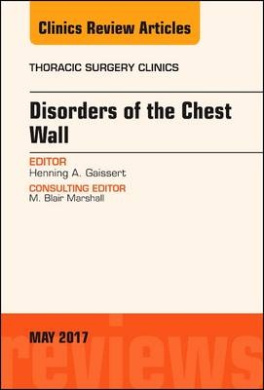 Clinics Review Articles
THORACIC SURGERY CLINICS
Disorders of the Chest
Wall
EDITOR
Henning A. Gaissert
CONSULTING EDITOR
M. Blair Marshall
MAY 2017
reviews